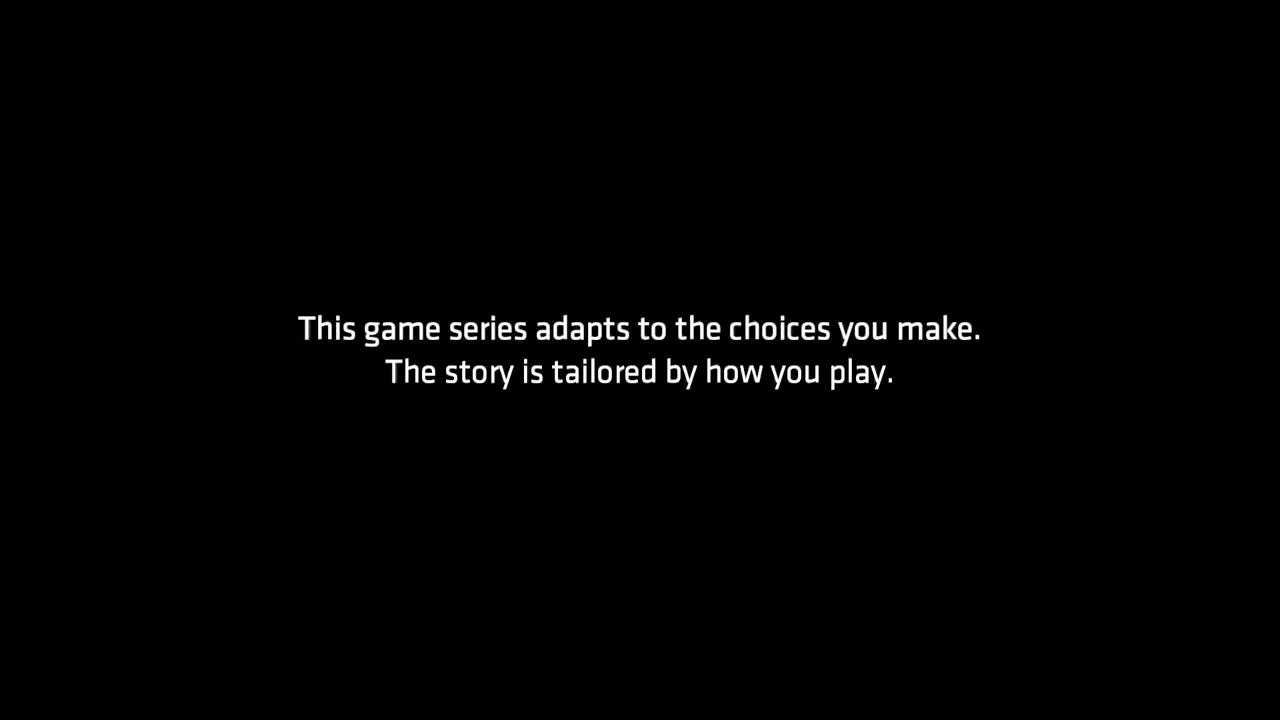 This game series adapts to the choices you make.
The story is tailored by how you play.